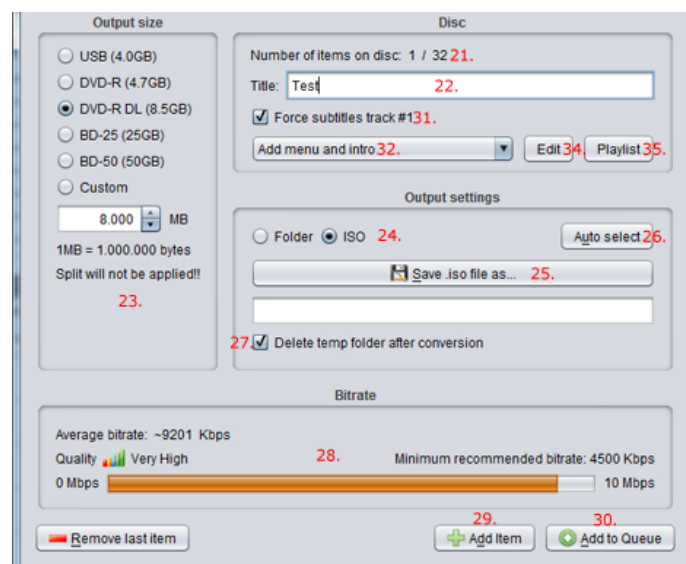 Output size
USB (4.0GB)
DVD-R (4.7GB)
DVD-R DL (8.5GB)
BD-25 (25GB)
BD-50 (50GB)
Custom
8.000 MB
1MB = 1.000.000 bytes
Split will not be applied!!
23.
Disc
Number of items on disc: 1 / 32 21.
Title: Test 22.
Force subtitles track #1 31.
Add menu and intro 32. Edit 34. Playlist 35.
Output settings
Folder ISO 24. Auto select 26.
Save .iso file as... 25.
27. Delete temp folder after conversion
Bitrate
Average bitrate: ~9201 Kbps
Quality Very High 28. Minimum recommended bitrate: 4500 Kbps
0 Mbps 10 Mbps
29. 30.
Remove last item Add Item Add to Queue